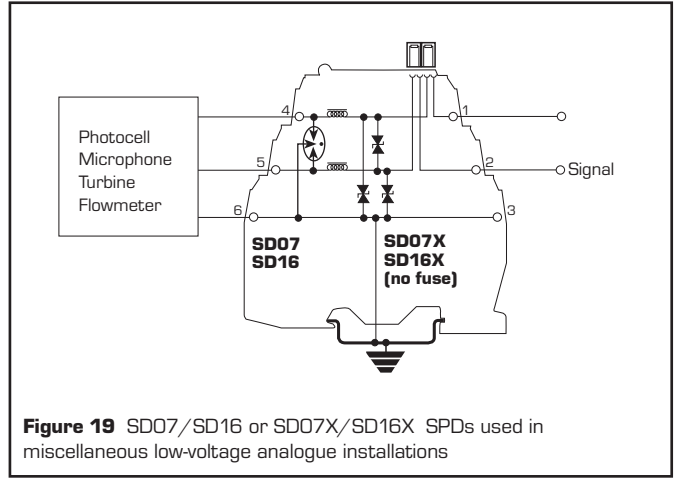 4
1
Photocell
Microphone
Turbine
Flowmeter
5
2
Signal
6
3
SD07
SD16
SD07X
SD16X
(no fuse)
Figure 19 SD07/SD16 or SD07X/SD16X SPDs used in
miscellaneous low-voltage analogue installations